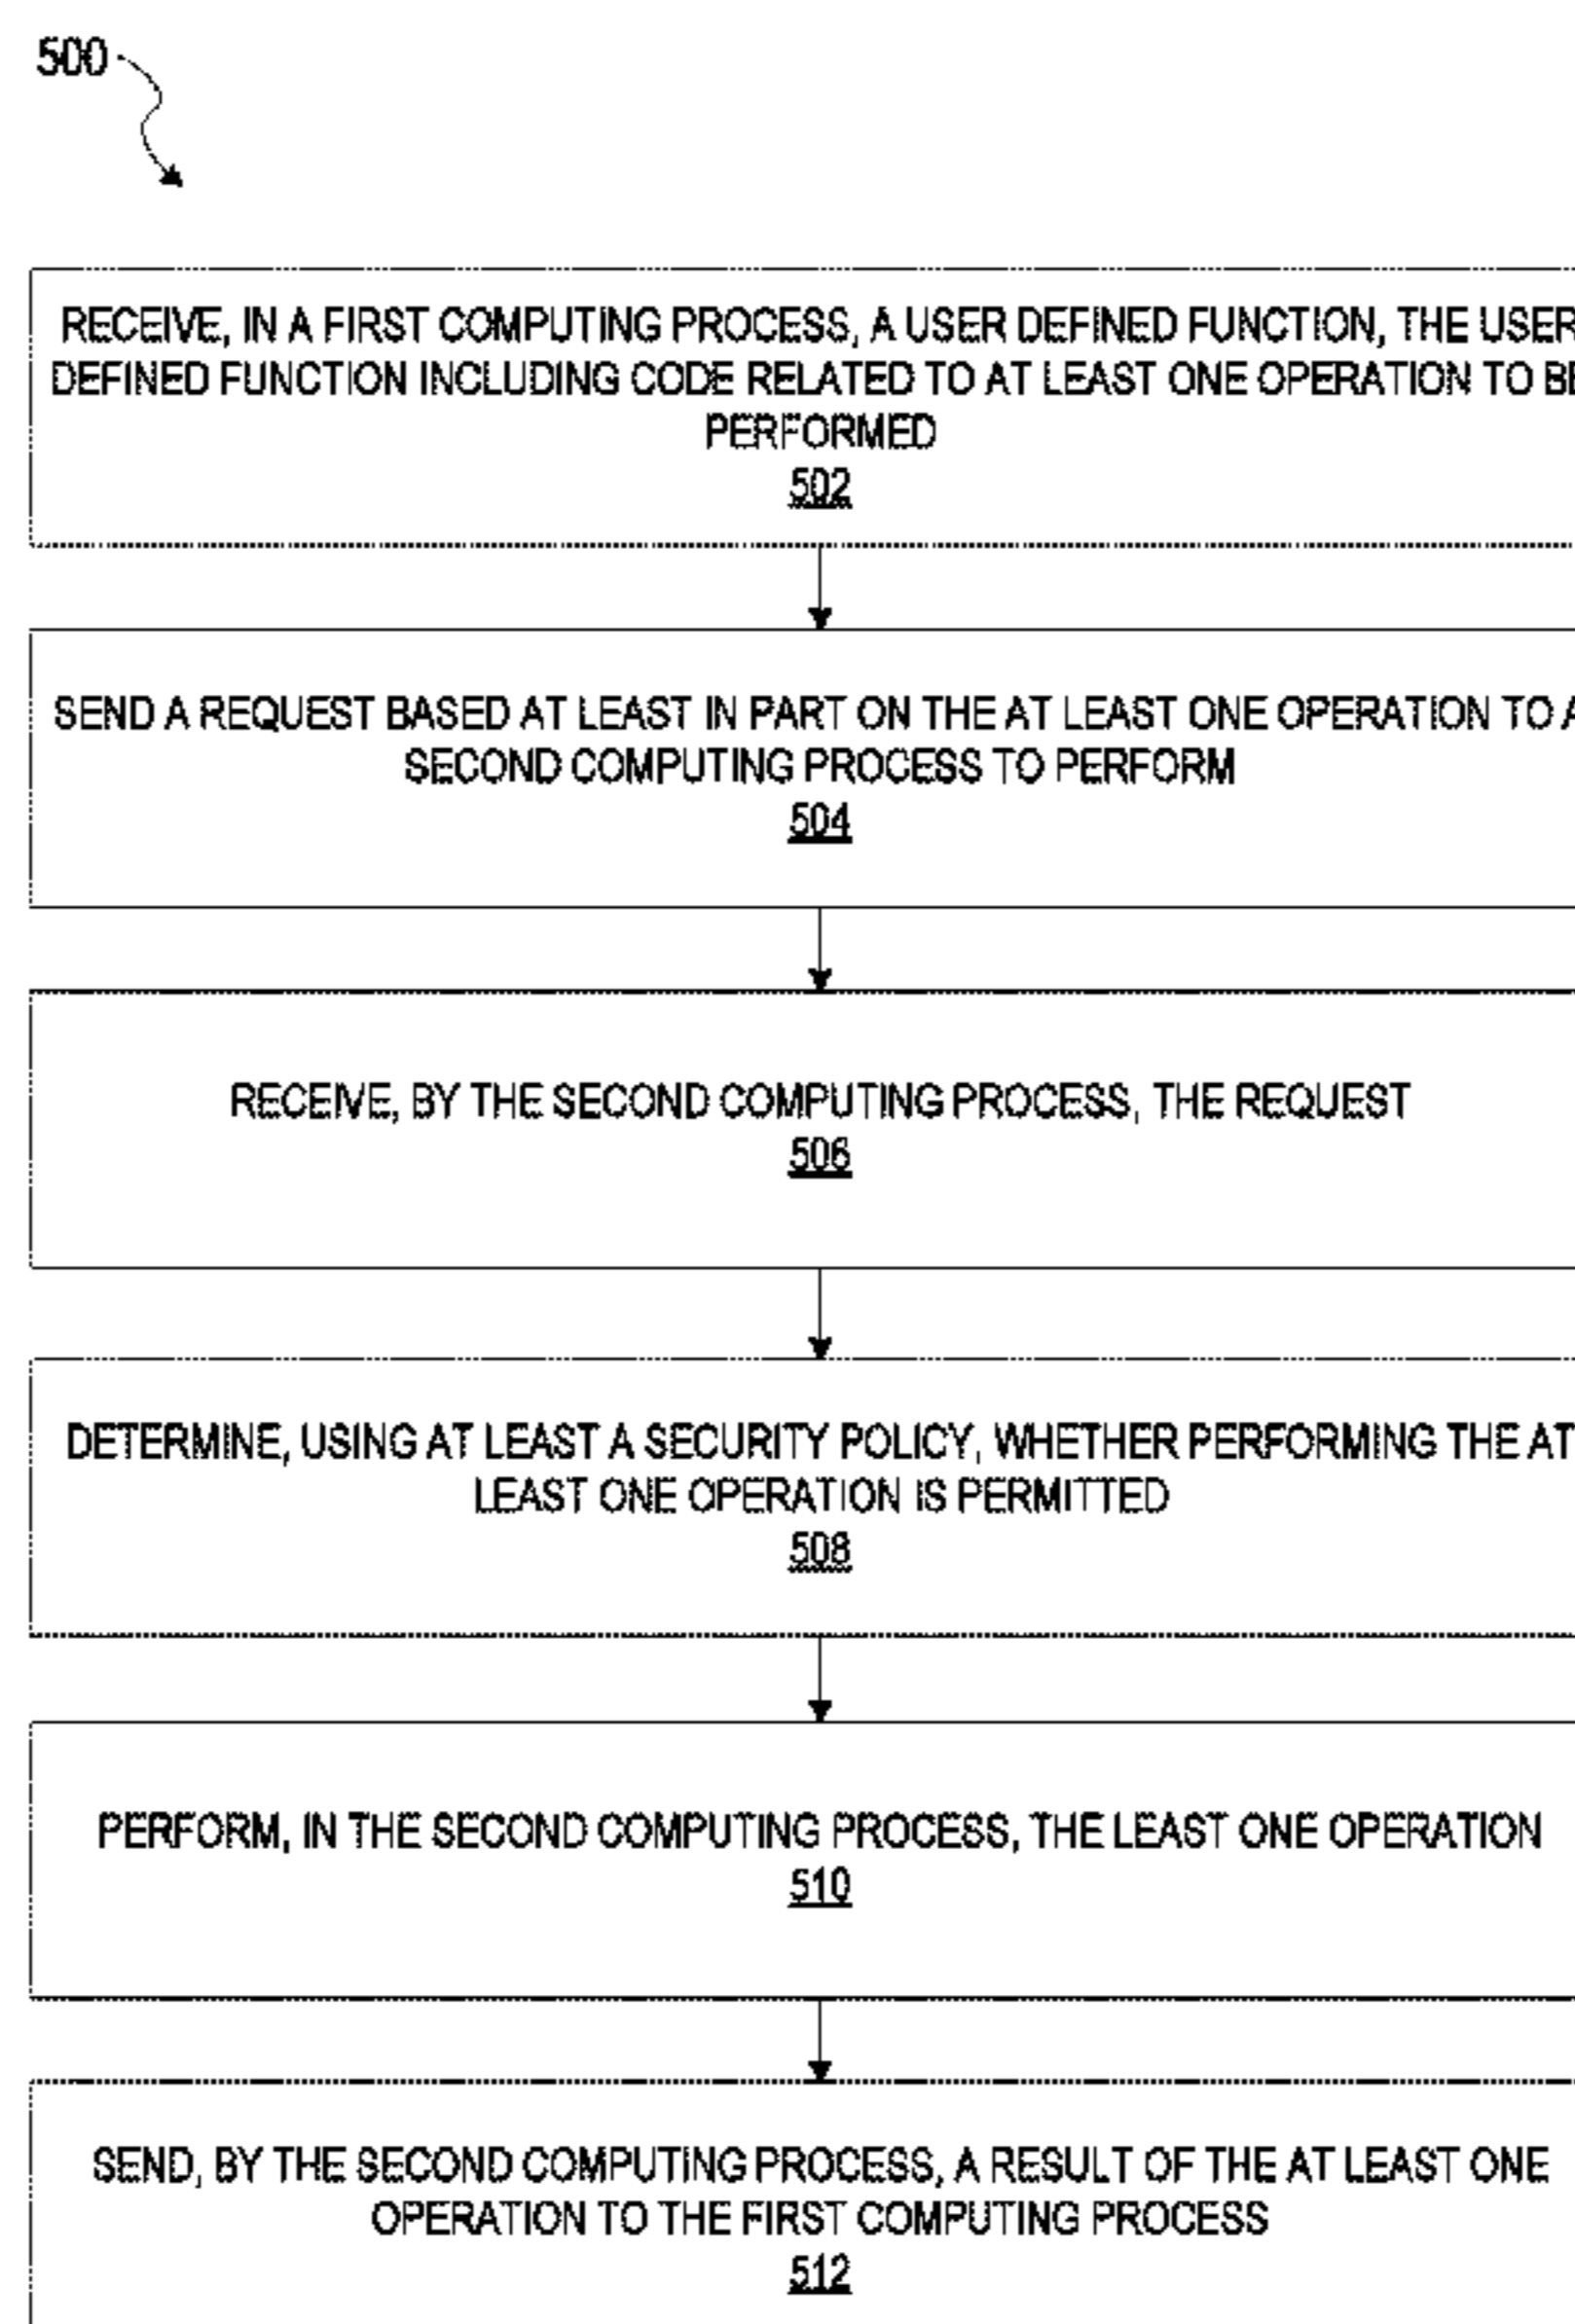 500
RECEIVE, IN A FIRST COMPUTING PROCESS, A USER DEFINED FUNCTION, THE USER
DEFINED FUNCTION INCLUDING CODE RELATED TO AT LEAST ONE OPERATION TO BE
PERFORMED
502
SEND A REQUEST BASED AT LEAST IN PART ON THE AT LEAST ONE OPERATION TO A
SECOND COMPUTING PROCESS TO PERFORM
504
RECEIVE, BY THE SECOND COMPUTING PROCESS, THE REQUEST
506
DETERMINE, USING AT LEAST A SECURITY POLICY, WHETHER PERFORMING THE AT
LEAST ONE OPERATION IS PERMITTED
508
PERFORM, IN THE SECOND COMPUTING PROCESS, THE LEAST ONE OPERATION
510
SEND, BY THE SECOND COMPUTING PROCESS, A RESULT OF THE AT LEAST ONE
OPERATION TO THE FIRST COMPUTING PROCESS
512